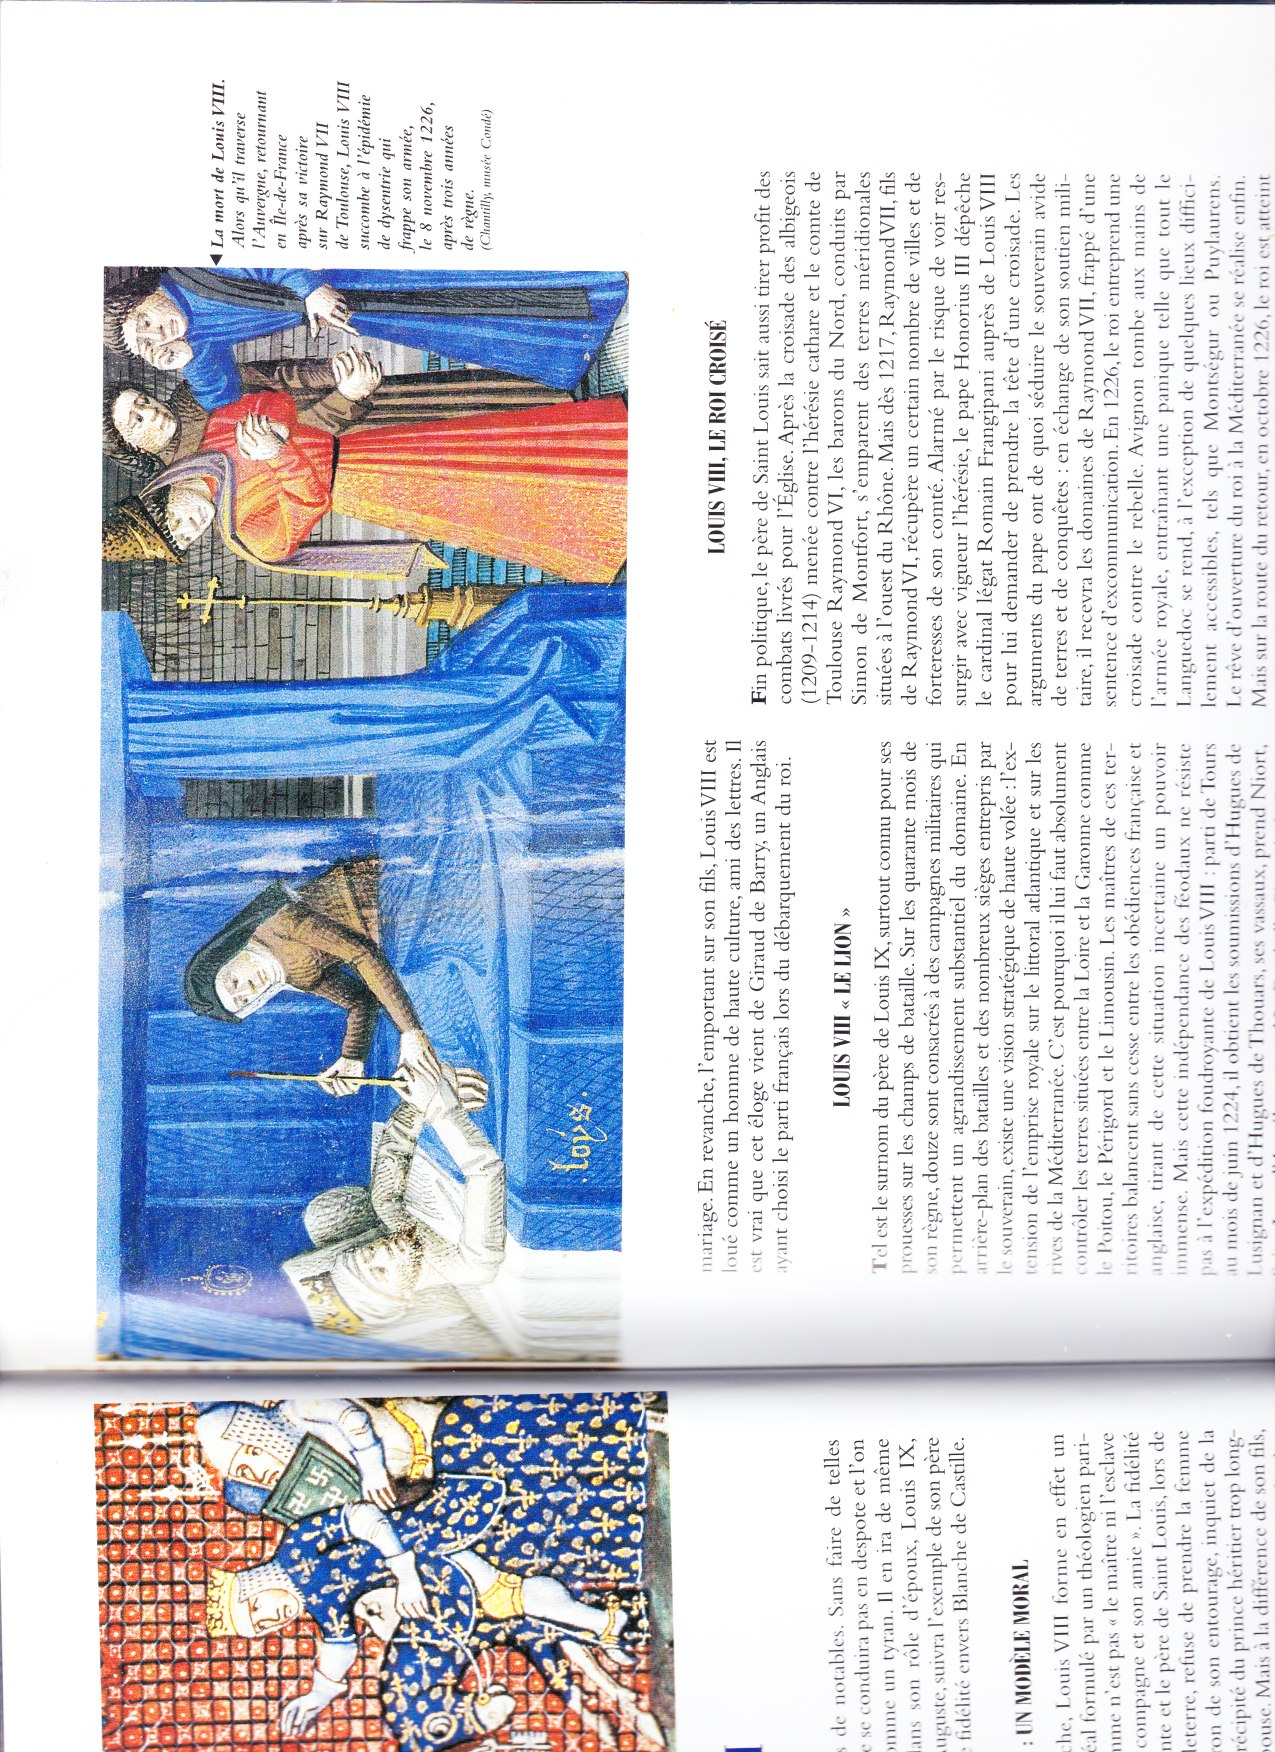 s de notables. Sans faire de telles
e se conduira pas en despote et l'on
omme un tyran. Il en ira de même
lans son rôle d'époux, Louis IX,
uguste, suivra l'exemple de son père
e fidélité envers Blanche de Castille.
: UN MODÈLE MORAL
che, Louis VIII forme en effet un
éal formulé par un théologien pari-
mme n'est pas « le maître ni l'esclave
compagne et son amie ». La fidélité
nte et le père de Saint Louis, lors de
leterre, refuse de prendre la femme
on de son entourage, inquiet de la
récipité du prince héritier trop long-
ouse. Mais à la différence de son fils,
.loys.
◄ La mort de Louis VIII.
Alors qu'il traverse
l'Auvergne, retournant
en Île-de-France
après sa victoire
sur Raymond VII
de Toulouse, Louis VIII
succombe à l'épidémie
de dysentrie qui
frappe son armée,
le 8 novembre 1226,
après trois années
de règne.
(Chantilly, musée Condé)
mariage. En revanche, l'emportant sur son fils, Louis VIII est
loué comme un homme de haute culture, ami des lettres. Il
est vrai que cet éloge vient de Giraud de Barry, un Anglais
ayant choisi le parti français lors du débarquement du roi.
LOUIS VIII « LE LION »
Tel est le surnom du père de Louis IX, surtout connu pour ses
prouesses sur les champs de bataille. Sur les quarante mois de
son règne, douze sont consacrés à des campagnes militaires qui
permettent un agrandissement substantiel du domaine. En
arrière-plan des batailles et des nombreux sièges entrepris par
le souverain, existe une vision stratégique de haute volée : l'ex-
tension de l'emprise royale sur le littoral atlantique et sur les
rives de la Méditerranée. C'est pourquoi il lui faut absolument
contrôler les terres situées entre la Loire et la Garonne comme
le Poitou, le Périgord et le Limousin. Les maîtres de ces ter-
ritoires balancent sans cesse entre les obédiences française et
anglaise, tirant de cette situation incertaine un pouvoir
immense. Mais cette indépendance des féodaux ne résiste
pas à l'expédition foudroyante de Louis VIII : parti de Tours
au mois de juin 1224, il obtient les soumissions d'Hugues de
Lusignan et d'Hugues de Thouars, ses vassaux, prend Niort,
LOUIS VIII, LE ROI CROISÉ
Fin politique, le père de Saint Louis sait aussi tirer profit des
combats livrés pour l'Église. Après la croisade des albigeois
(1209-1214) menée contre l'hérésie cathare et le comte de
Toulouse Raymond VI, les barons du Nord, conduits par
Simon de Montfort, s'emparent des terres méridionales
situées à l'ouest du Rhône. Mais dès 1217, Raymond VII, fils
de Raymond VI, récupère un certain nombre de villes et de
forteresses de son comté. Alarmé par le risque de voir res-
surgir avec vigueur l'hérésie, le pape Honorius III dépêche
le cardinal légat Romain Frangipani auprès de Louis VIII
pour lui demander de prendre la tête d'une croisade. Les
arguments du pape ont de quoi séduire le souverain avide
de terres et de conquêtes : en échange de son soutien mili-
taire, il recevra les domaines de Raymond VII, frappé d'une
sentence d'excommunication. En 1226, le roi entreprend une
croisade contre le rebelle. Avignon tombe aux mains de
l'armée royale, entraînant une panique telle que tout le
Languedoc se rend, à l'exception de quelques lieux diffici-
lement accessibles, tels que Montségur ou Puylaurens.
Le rêve d'ouverture du roi à la Méditerranée se réalise enfin.
Mais sur la route du retour, en octobre 1226, le roi est atteint